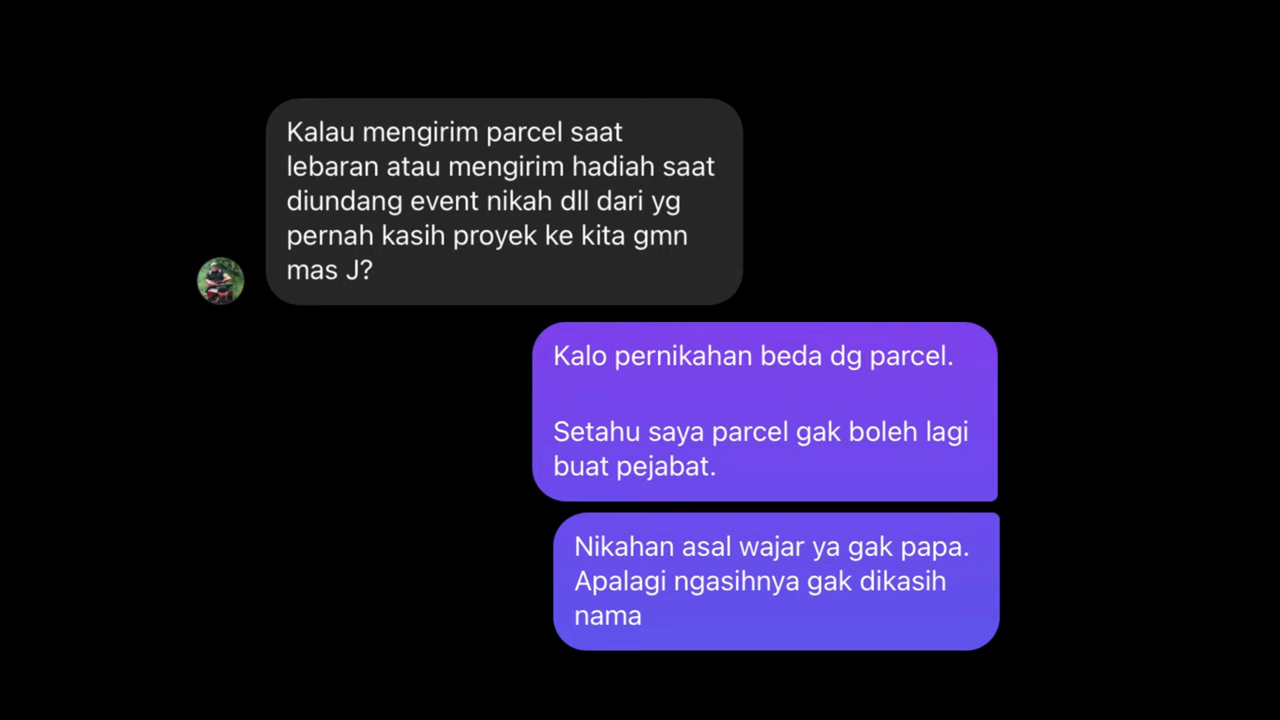 Kalau mengirim parcel saat
lebaran atau mengirim hadiah saat
diundang event nikah dll dari yg
pernah kasih proyek ke kita gmn
mas J?
Kalo pernikahan beda dg parcel.
Setahu saya parcel gak boleh lagi
buat pejabat.
Nikahan asal wajar ya gak papa.
Apalagi ngasihnya gak dikasih
nama